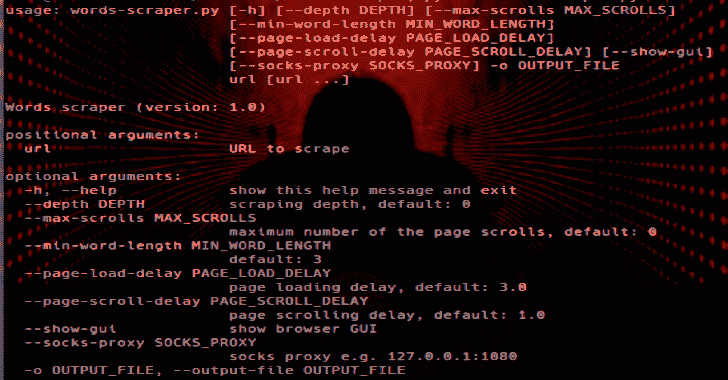 usage: words-scraper.py [-h] [--depth DEPTH] [--max-scrolls MAX_SCROLLS]
[--min-word-length MIN_WORD_LENGTH]
[--page-load-delay PAGE_LOAD_DELAY]
[--page-scroll-delay PAGE_SCROLL_DELAY] [--show-gui]
[--socks-proxy SOCKS_PROXY] -o OUTPUT_FILE
url [url ...]
Words scraper (version: 1.0)
positional arguments:
url URL to scrape
optional arguments:
-h, --help show this help message and exit
--depth DEPTH scraping depth, default: 0
--max-scrolls MAX_SCROLLS
maximum number of the page scrolls, default: 0
--min-word-length MIN_WORD_LENGTH
default: 3
--page-load-delay PAGE_LOAD_DELAY
page loading delay, default: 3.0
--page-scroll-delay PAGE_SCROLL_DELAY
page scrolling delay, default: 1.0
--show-gui show browser GUI
--socks-proxy SOCKS_PROXY
socks proxy e.g. 127.0.0.1:1080
-o OUTPUT_FILE, --output-file OUTPUT_FILE